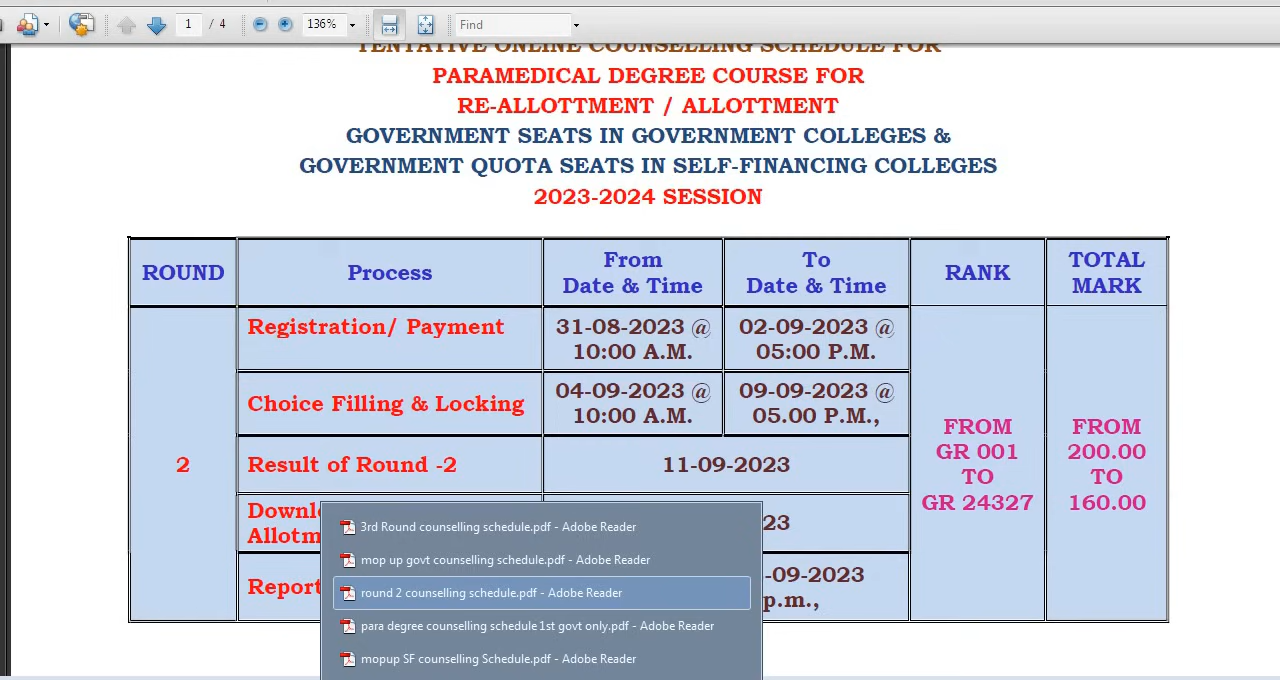 1 / 4 136% Find
TENTATIVE ONLINE COUNSELLING SCHEDULE FOR
PARAMEDICAL DEGREE COURSE FOR
RE-ALLOTTMENT / ALLOTTMENT
GOVERNMENT SEATS IN GOVERNMENT COLLEGES &
GOVERNMENT QUOTA SEATS IN SELF-FINANCING COLLEGES
2023-2024 SESSION
ROUND
Process
From
Date & Time
To
Date & Time
RANK
TOTAL
MARK
2
Registration/ Payment
31-08-2023 @
10:00 A.M.
02-09-2023 @
05:00 P.M.
Choice Filling & Locking
04-09-2023 @
10:00 A.M.
09-09-2023 @
05.00 P.M.,
Result of Round -2
11-09-2023
Downl
Allotm
23
Report
-09-2023
p.m.,
FROM
GR 001
TO
GR 24327
FROM
200.00
TO
160.00
3rd Round counselling schedule.pdf - Adobe Reader
mop up govt counselling schedule.pdf - Adobe Reader
round 2 counselling schedule.pdf - Adobe Reader
para degree counselling schedule 1st govt only.pdf - Adobe Reader
mopup SF counselling Schedule.pdf - Adobe Reader